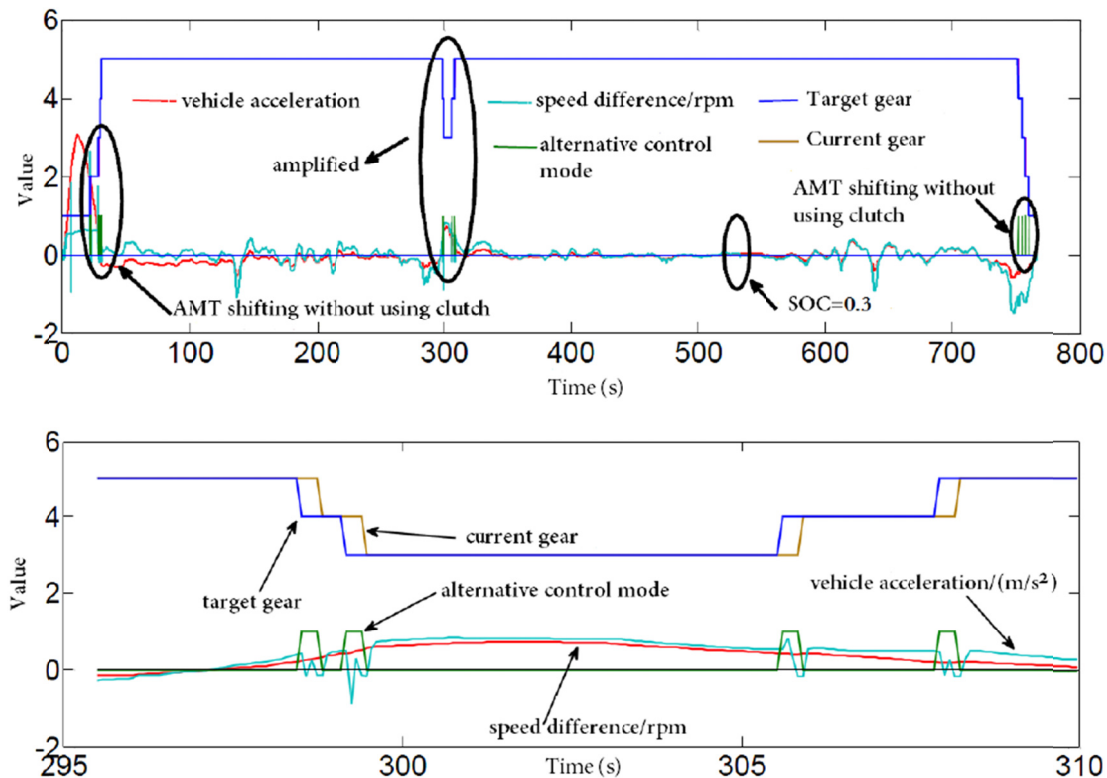 6
4
2
0
-2
Value
vehicle acceleration
speed difference/rpm
Target gear
amplified
alternative control
mode
Current gear
AMT shifting without
using clutch
AMT shifting without using clutch
SOC=0.3
0
100
200
300
400
500
600
700
800
Time (s)
6
4
2
0
-2
Value
current gear
target gear
alternative control mode
vehicle acceleration/(m/s²)
speed difference/rpm
295
300
305
310
Time (s)